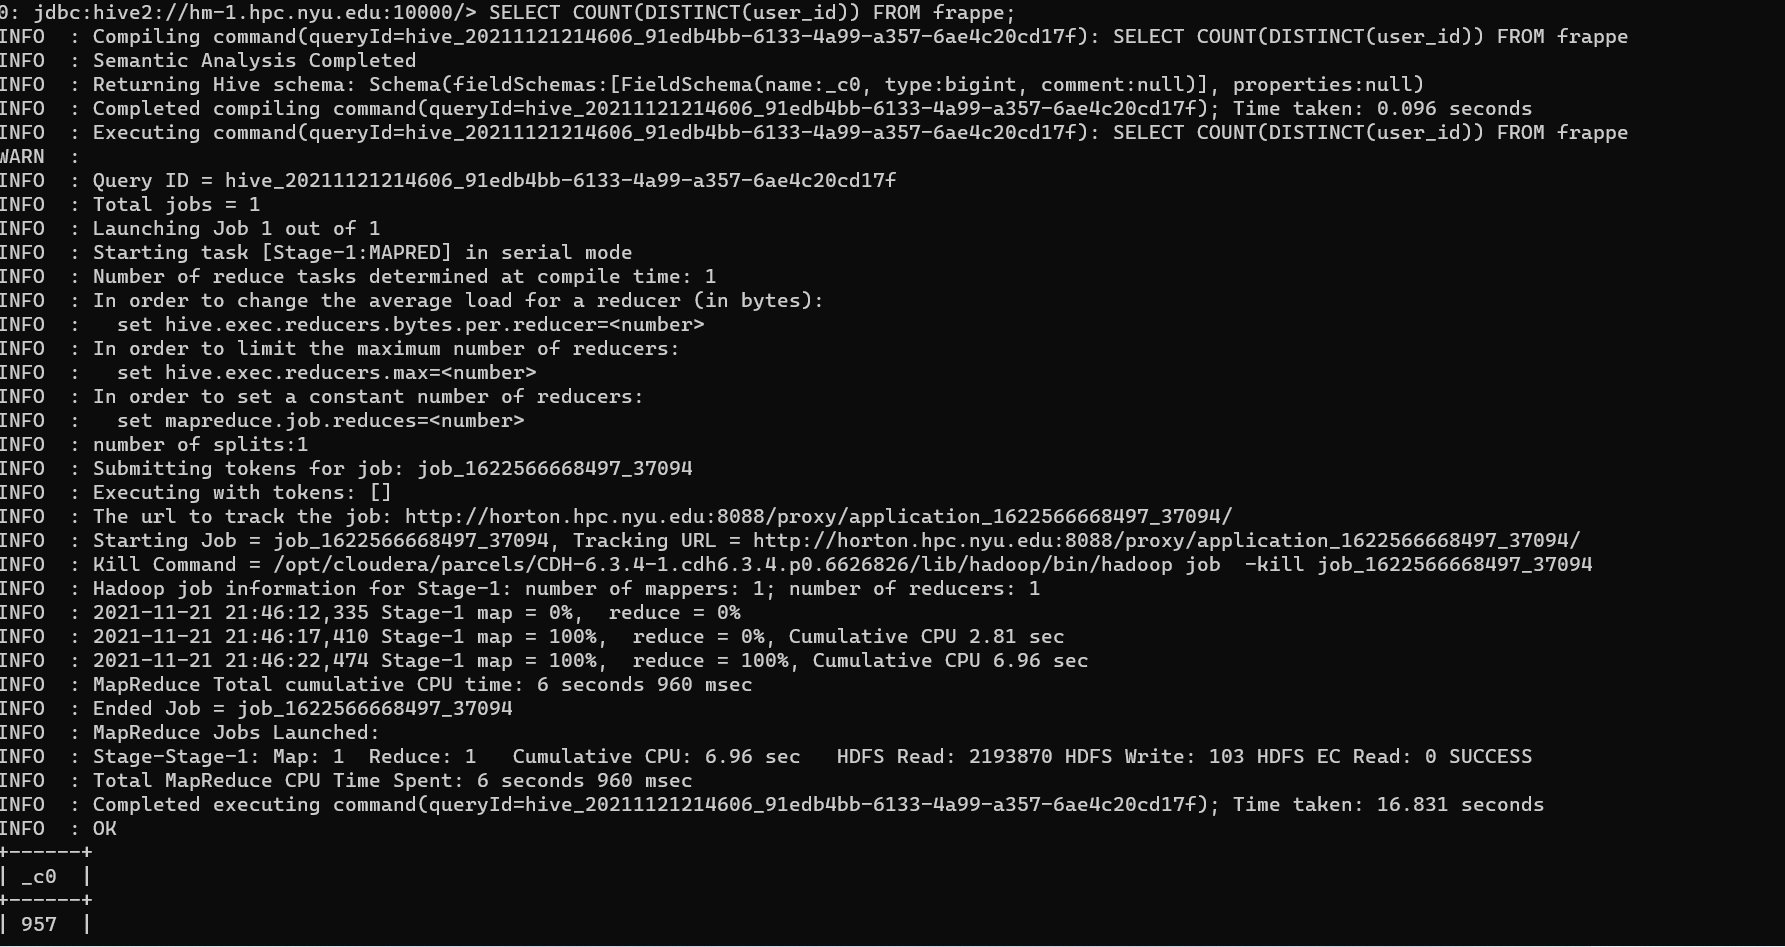 0: jdbc:hive2://hm-1.hpc.nyu.edu:10000/> SELECT COUNT(DISTINCT(user_id)) FROM frappe;
INFO  : Compiling command(queryId=hive_20211121214606_91edb4bb-6133-4a99-a357-6ae4c20cd17f): SELECT COUNT(DISTINCT(user_id)) FROM frappe
INFO  : Semantic Analysis Completed
INFO  : Returning Hive schema: Schema(fieldSchemas:[FieldSchema(name:_c0, type:bigint, comment:null)], properties:null)
INFO  : Completed compiling command(queryId=hive_20211121214606_91edb4bb-6133-4a99-a357-6ae4c20cd17f); Time taken: 0.096 seconds
INFO  : Executing command(queryId=hive_20211121214606_91edb4bb-6133-4a99-a357-6ae4c20cd17f): SELECT COUNT(DISTINCT(user_id)) FROM frappe
WARN  :
INFO  : Query ID = hive_20211121214606_91edb4bb-6133-4a99-a357-6ae4c20cd17f
INFO  : Total jobs = 1
INFO  : Launching Job 1 out of 1
INFO  : Starting task [Stage-1:MAPRED] in serial mode
INFO  : Number of reduce tasks determined at compile time: 1
INFO  : In order to change the average load for a reducer (in bytes):
INFO  :   set hive.exec.reducers.bytes.per.reducer=<number>
INFO  : In order to limit the maximum number of reducers:
INFO  :   set hive.exec.reducers.max=<number>
INFO  : In order to set a constant number of reducers:
INFO  :   set mapreduce.job.reduces=<number>
INFO  : number of splits:1
INFO  : Submitting tokens for job: job_1622566668497_37094
INFO  : Executing with tokens: []
INFO  : The url to track the job: http://horton.hpc.nyu.edu:8088/proxy/application_1622566668497_37094/
INFO  : Starting Job = job_1622566668497_37094, Tracking URL = http://horton.hpc.nyu.edu:8088/proxy/application_1622566668497_37094/
INFO  : Kill Command = /opt/cloudera/parcels/CDH-6.3.4-1.cdh6.3.4.p0.6626826/lib/hadoop/bin/hadoop job  -kill job_1622566668497_37094
INFO  : Hadoop job information for Stage-1: number of mappers: 1; number of reducers: 1
INFO  : 2021-11-21 21:46:12,335 Stage-1 map = 0%,  reduce = 0%
INFO  : 2021-11-21 21:46:17,410 Stage-1 map = 100%,  reduce = 0%, Cumulative CPU 2.81 sec
INFO  : 2021-11-21 21:46:22,474 Stage-1 map = 100%,  reduce = 100%, Cumulative CPU 6.96 sec
INFO  : MapReduce Total cumulative CPU time: 6 seconds 960 msec
INFO  : Ended Job = job_1622566668497_37094
INFO  : MapReduce Jobs Launched:
INFO  : Stage-Stage-1: Map: 1  Reduce: 1   Cumulative CPU: 6.96 sec   HDFS Read: 2193870 HDFS Write: 103 HDFS EC Read: 0 SUCCESS
INFO  : Total MapReduce CPU Time Spent: 6 seconds 960 msec
INFO  : Completed executing command(queryId=hive_20211121214606_91edb4bb-6133-4a99-a357-6ae4c20cd17f); Time taken: 16.831 seconds
INFO  : OK
+------+
| _c0  |
+------+
| 957  |